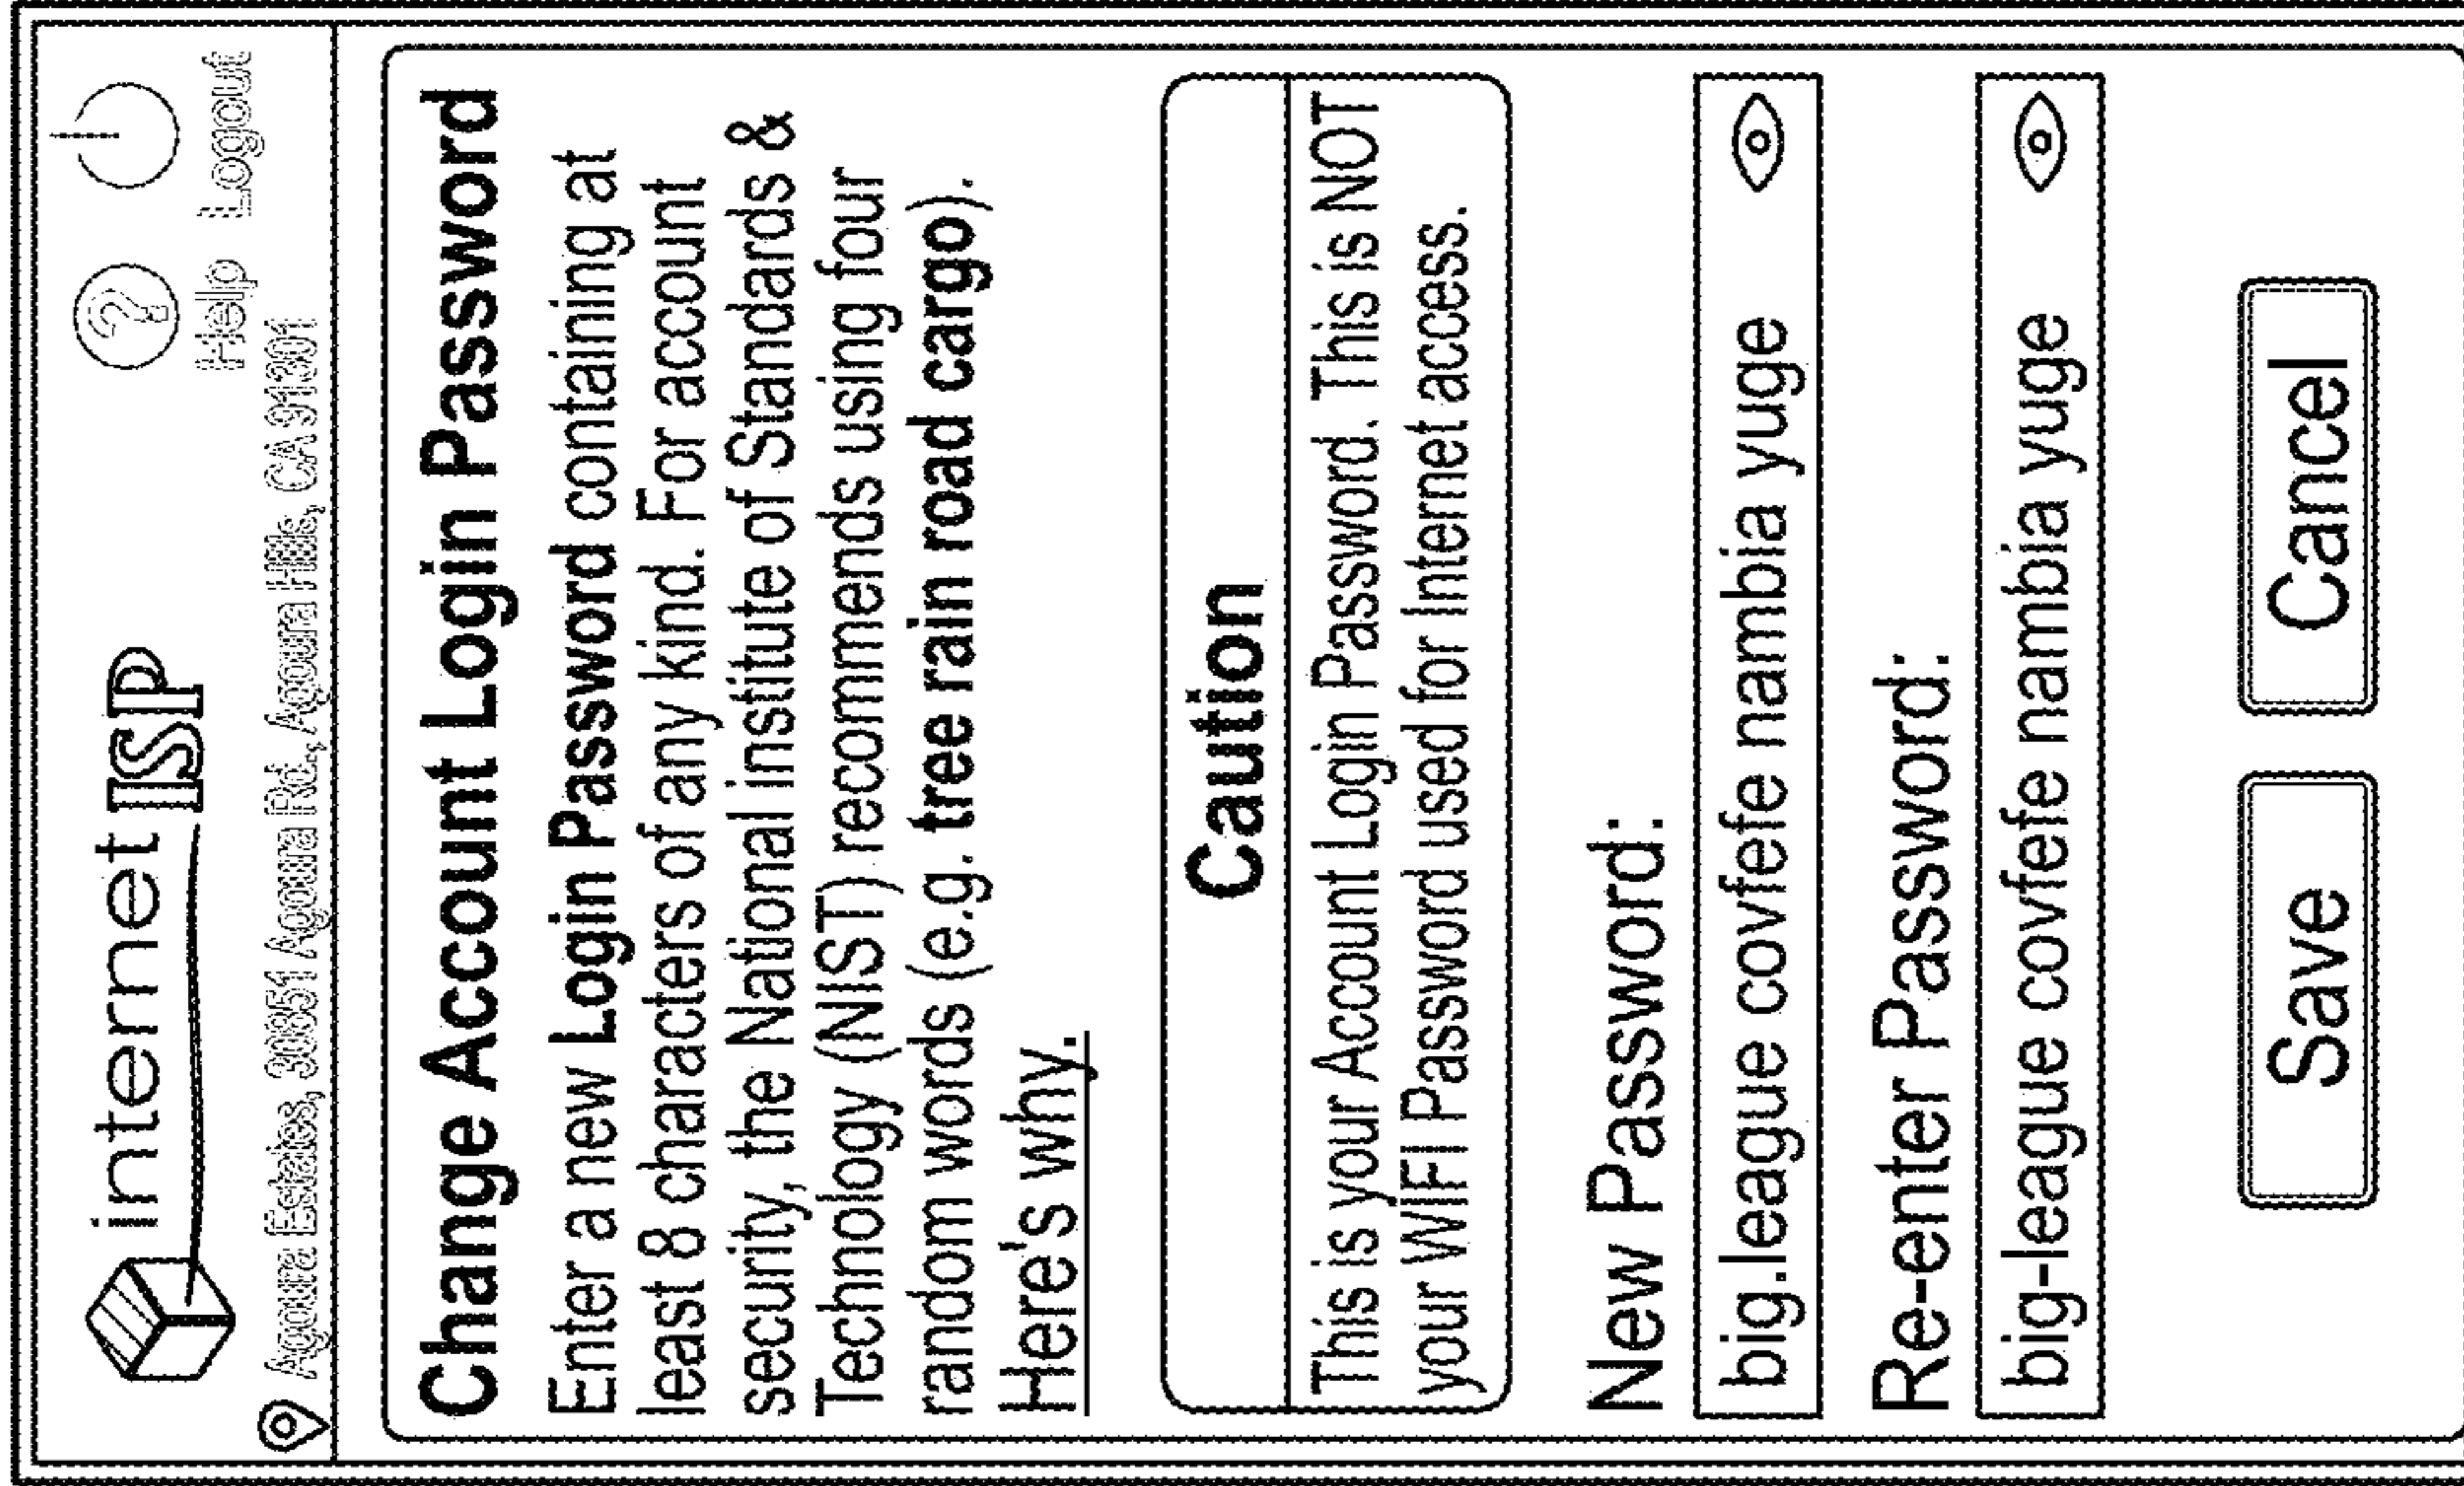 internet ISP
Help Logout
Agoura Estates, 30851 Agoura Rd., Agoura Hills, CA 91301
Change Account Login Password
Enter a new Login Password containing at
least 8 characters of any kind. For account
security, the National institute of Standards &
Technology (NIST) recommends using four
random words (e.g. tree rain road cargo).
Here's why.
Caution
This is your Account Login Password. This is NOT
your WIFI Password used for Internet access.
New Password:
big.league covfefe nambia yuge
Re-enter Password:
big-league covfefe nambia yuge
Save Cancel